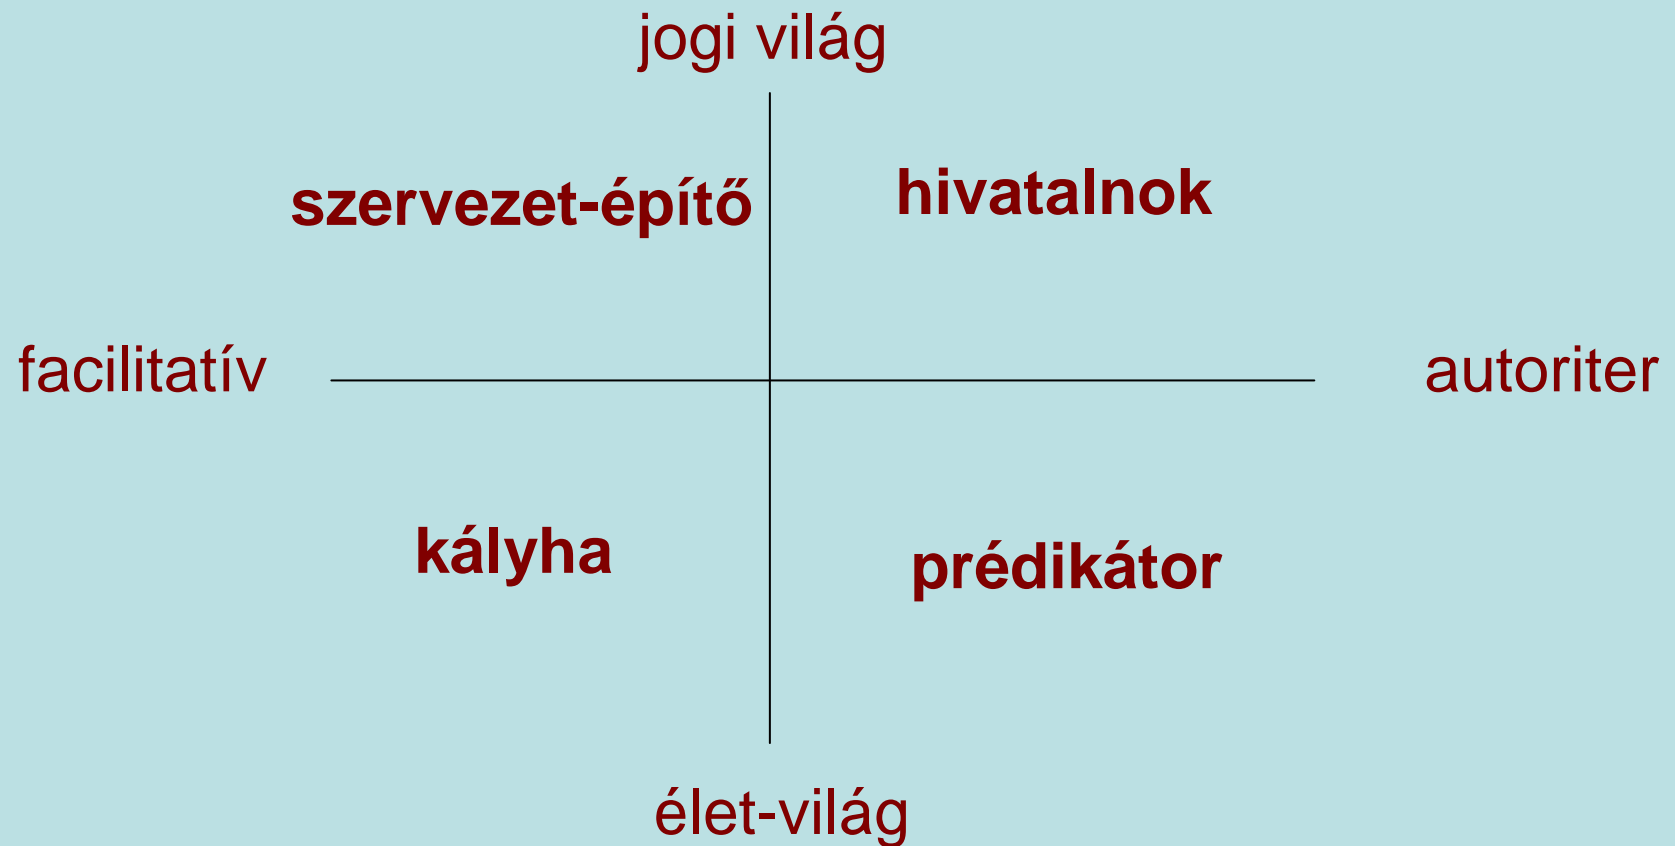 jogi világ
szervezet-építő
hivatalnok
facilitatív
autoriter
kályha
prédikátor
élet-világ